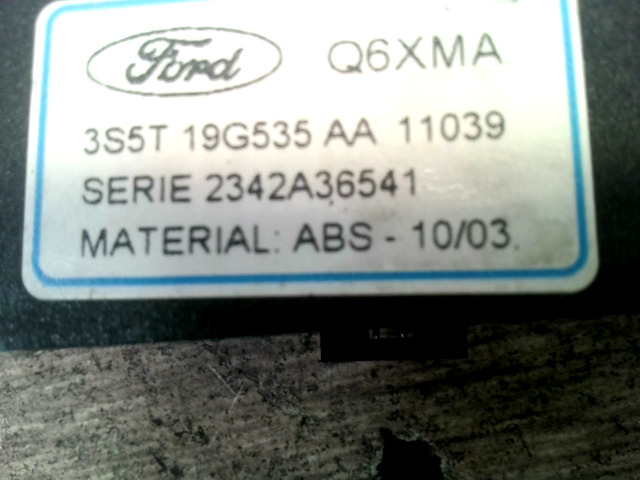 Ford Q6XMA
3S5T 19G535 AA 11039
SERIE 2342A36541
MATERIAL: ABS - 10/03.